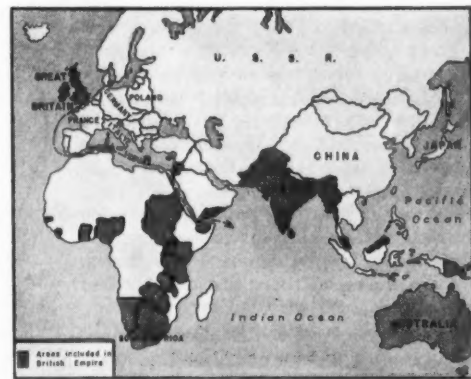 U. S. S. R.
GREAT
BRITAIN
GERMANY
POLAND
FRANCE
ITALY
CHINA
JAPAN
Pacific
Ocean
Indian Ocean
AUSTRALIA
SOUTH AFRICA
Areas included in
British Empire